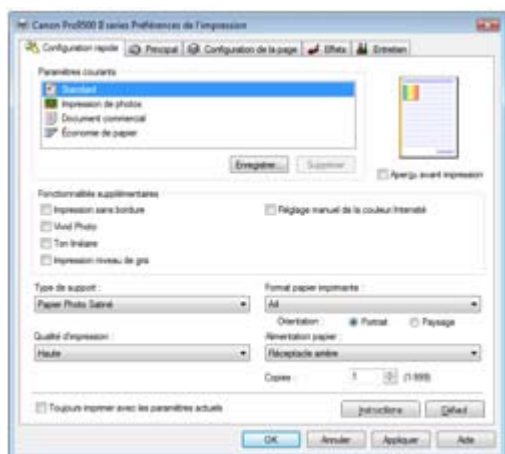 Canon Pro9500 II series Préférences de l'impression
Configuration rapide Principal Configuration de la page Effets Entretien
Paramètres courants
Standard
Impression de photos
Document commercial
Économie de papier
Enregistrer... Supprimer
Aperçu avant impression
Fonctionnalités supplémentaires
Impression sans bordure
Réglage manuel de la couleur/Intensité
Vivid Photo
Ton linéaire
Impression niveau de gris
Type de support :
Format papier imprimante :
Papier Photo Satiné
A4
Orientation : Portrait Paysage
Qualité d'impression :
Alimentation papier :
Haute
Réceptacle arrière
Copies : 1 (1-999)
Toujours imprimer avec les paramètres actuels
Instructions Défaut
OK Annuler Appliquer Aide